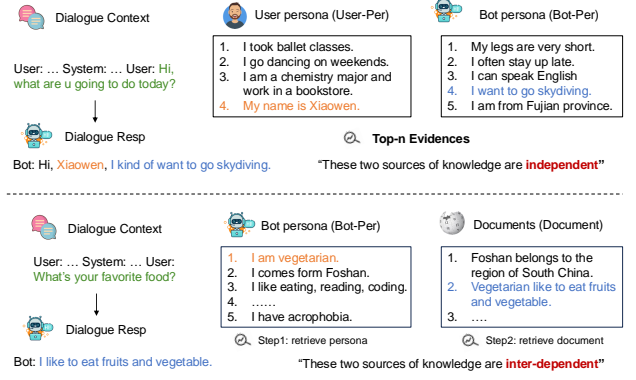 Dialogue Context
User: … System: … User: Hi,
what are u going to do today?
Dialogue Resp
Bot: Hi, Xiaowen, I kind of want to go skydiving.
User persona (User-Per)
1. I took ballet classes.
2. I go dancing on weekends.
3. I am a chemistry major and
work in a bookstore.
4. My name is Xiaowen.
Bot persona (Bot-Per)
1. My legs are very short.
2. I often stay up late.
3. I can speak English
4. I want to go skydiving.
5. I am from Fujian province.
Top-n Evidences
“These two sources of knowledge are independent”
Dialogue Context
User: … System: … User:
What’s your favorite food?
Dialogue Resp
Bot: I like to eat fruits and vegetable.
Bot persona (Bot-Per)
1. I am vegetarian.
2. I comes form Foshan.
3. I like eating, reading, coding.
4. ……
5. I have acrophobia.
Step1: retrieve persona
Documents (Document)
1. Foshan belongs to the
region of South China.
2. Vegetarian like to eat fruits
and vegetable.
3. ….
Step2: retrieve document
“These two sources of knowledge are inter-dependent”